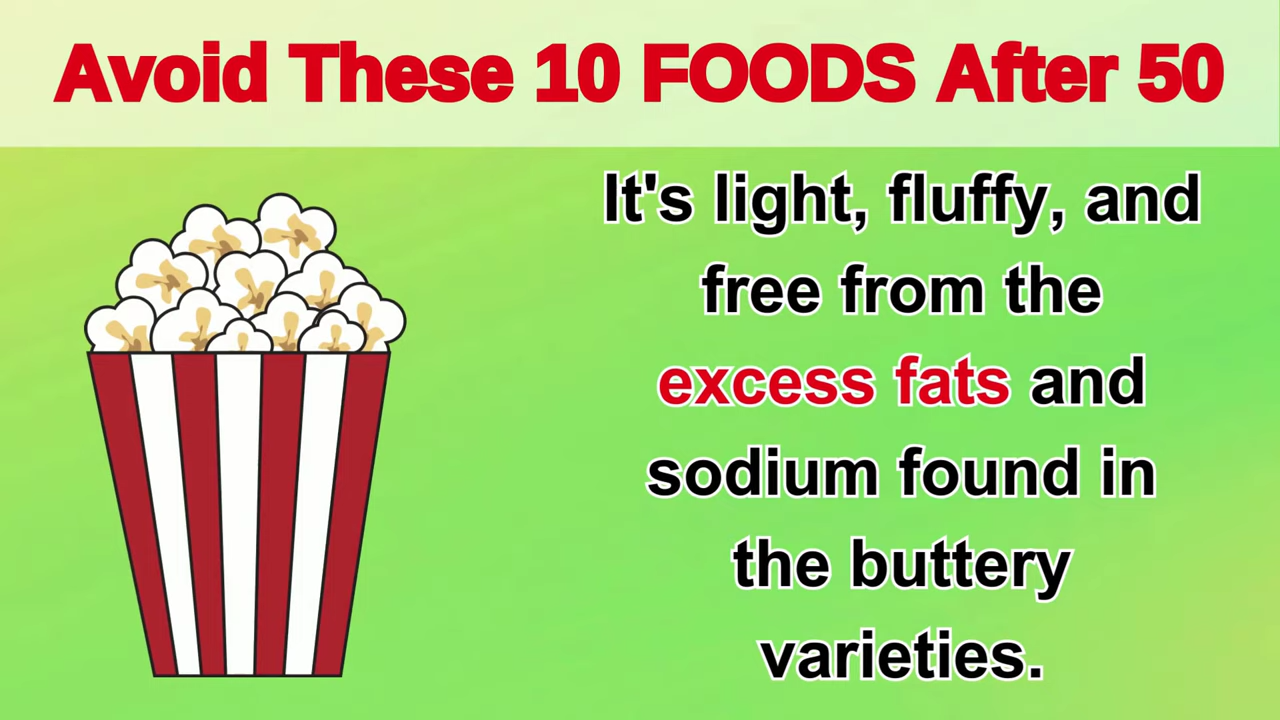 Avoid These 10 FOODS After 50
It's light, fluffy, and
free from the
excess fats and
sodium found in
the buttery
varieties.